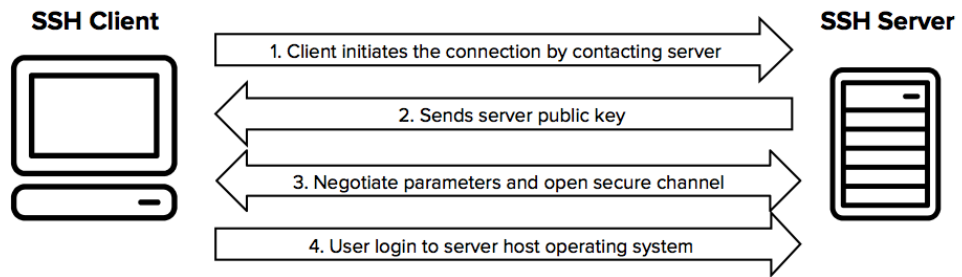 SSH Client
SSH Server
1. Client initiates the connection by contacting server
2. Sends server public key
3. Negotiate parameters and open secure channel
4. User login to server host operating system